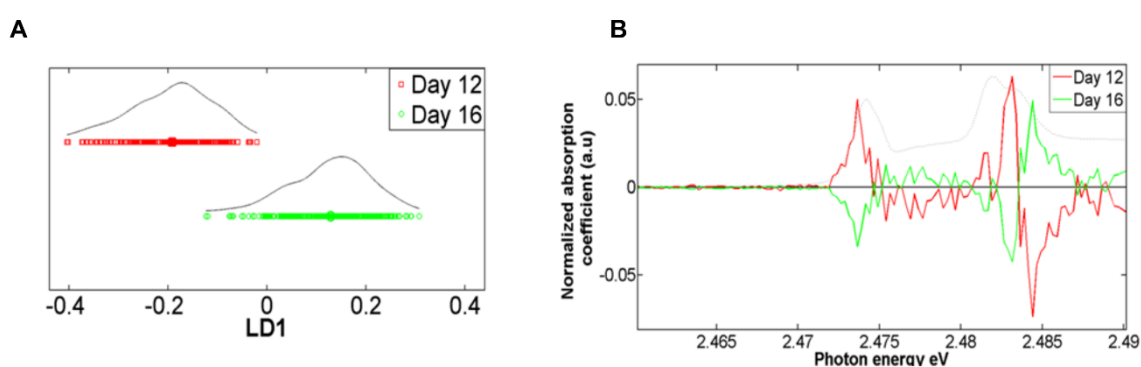 A
Day 12
Day 16
-0.4 -0.2 0 0.2 0.4
LD1
B
Day 12
Day 16
0.05
0
-0.05
Normalized absorption
coefficient (a.u)
2.465 2.47 2.475 2.48 2.485 2.49
Photon energy eV